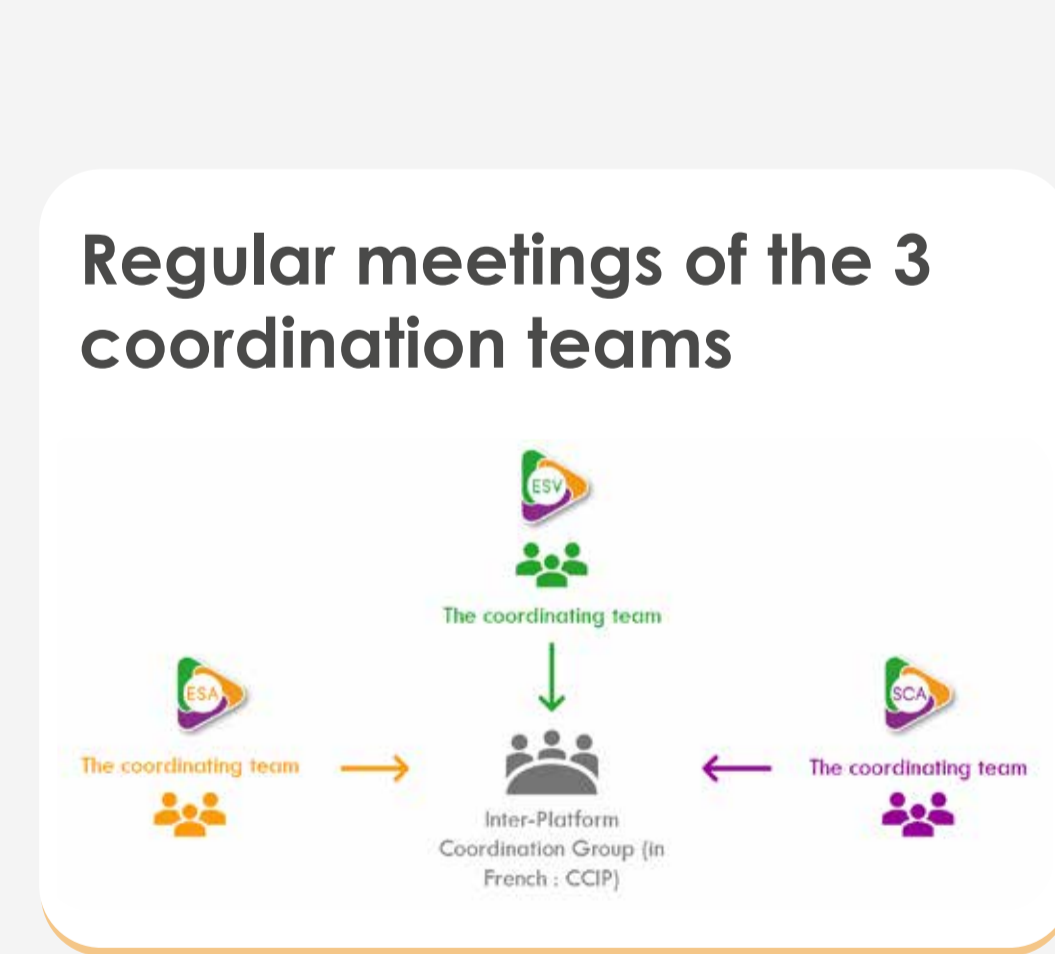 Regular meetings of the 3
coordination teams
ESV
The coordinating team
ESA
The coordinating team
SCA
The coordinating team
Inter-Platform
Coordination Group (in
French : CCIP)